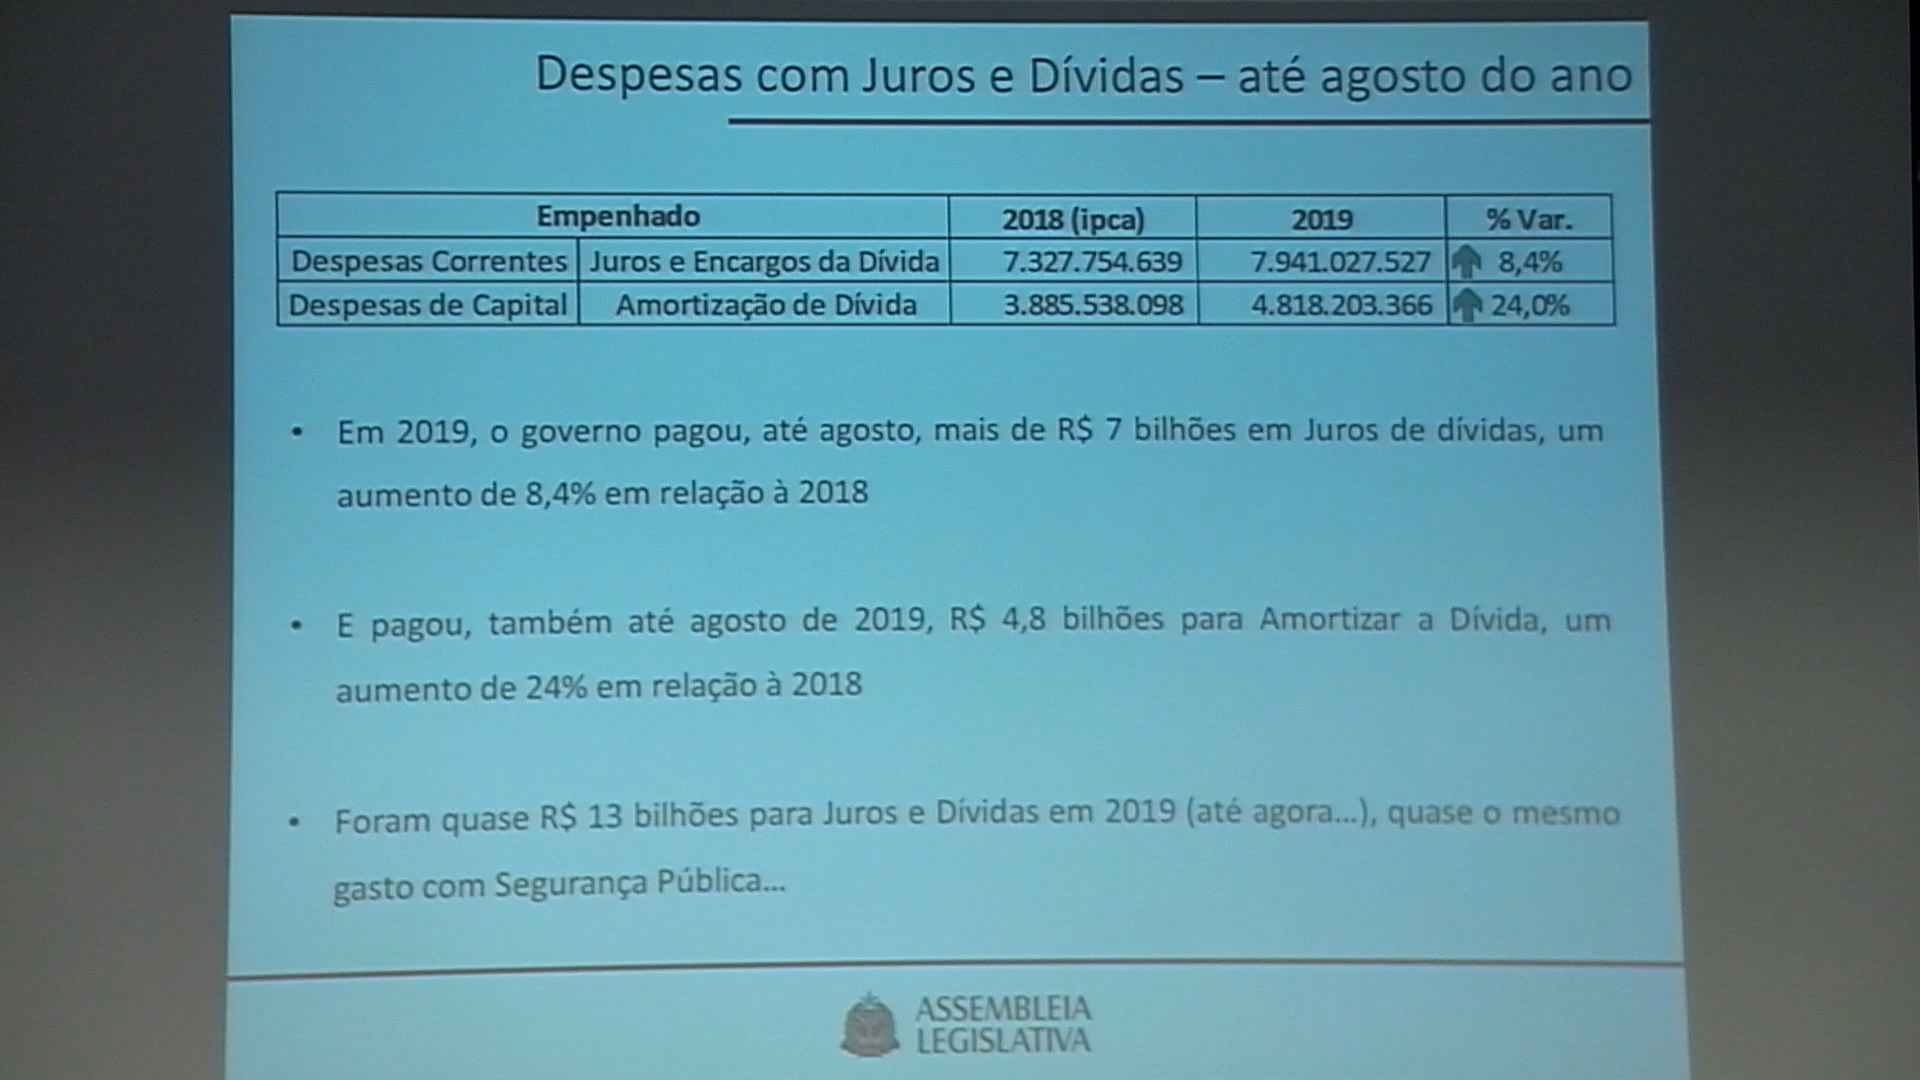 Despesas com Juros e Dívidas – até agosto do ano
Empenhado 2018 (ipca) 2019 % Var.
Despesas Correntes Juros e Encargos da Dívida 7.327.754.639 7.941.027.527 8,4%
Despesas de Capital Amortização de Dívida 3.885.538.098 4.818.203.366 24,0%
• Em 2019, o governo pagou, até agosto, mais de R$ 7 bilhões em Juros de dívidas, um
aumento de 8,4% em relação à 2018
• E pagou, também até agosto de 2019, R$ 4,8 bilhões para Amortizar a Dívida, um
aumento de 24% em relação à 2018
• Foram quase R$ 13 bilhões para Juros e Dívidas em 2019 (até agora...), quase o mesmo
gasto com Segurança Pública...
ASSEMBLEIA
LEGISLATIVA